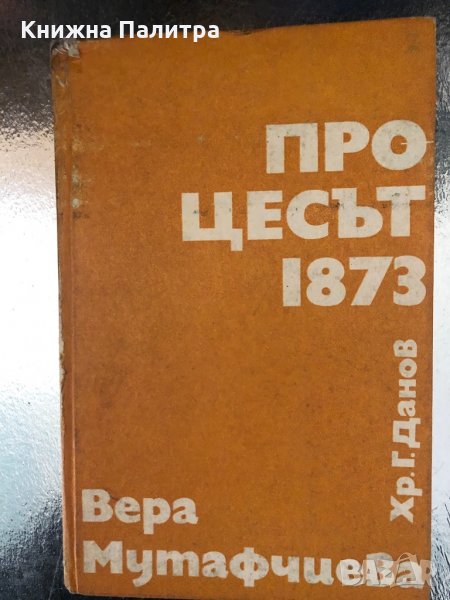 Книжна Палитра
ПРО
ЦЕСЪТ
1873
Хр. Г. Данов
Вера
Мутафчиева